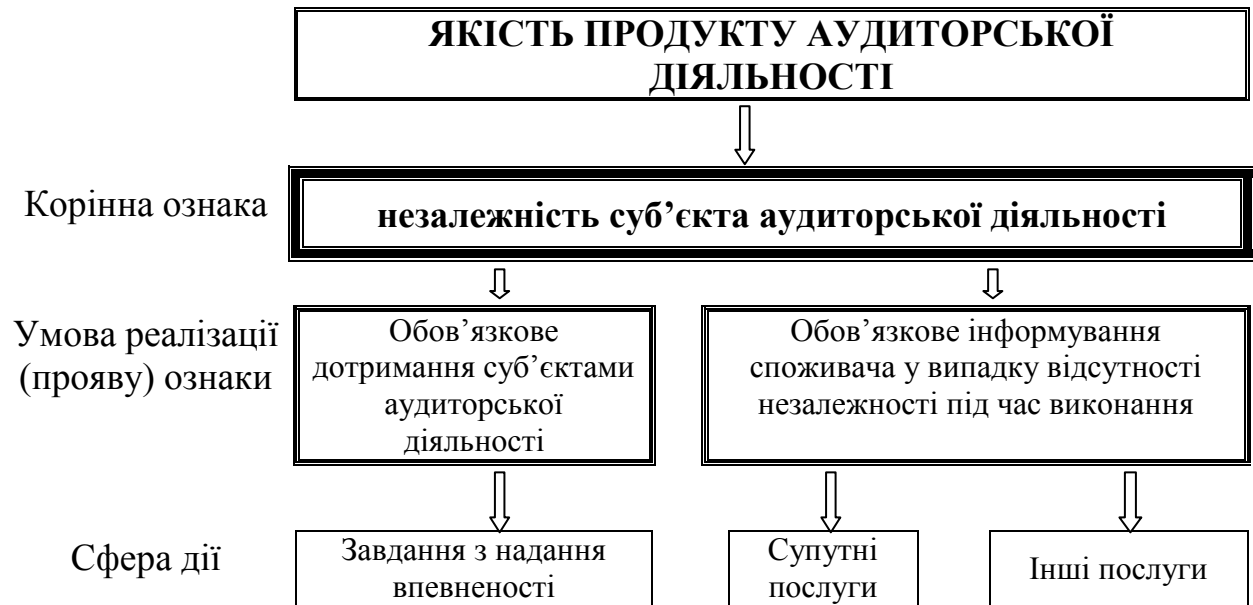 ЯКІСТЬ ПРОДУКТУ АУДИТОРСЬКОЇ
ДІЯЛЬНОСТІ
Корінна ознака
незалежність суб’єкта аудиторської діяльності
Умова реалізації
(прояву) ознаки
Обов’язкове
дотримання суб’єктами
аудиторської
діяльності
Обов’язкове інформування
споживача у випадку відсутності
незалежності під час виконання
Сфера дії
Завдання з надання
впевненості
Супутні
послуги
Інші послуги